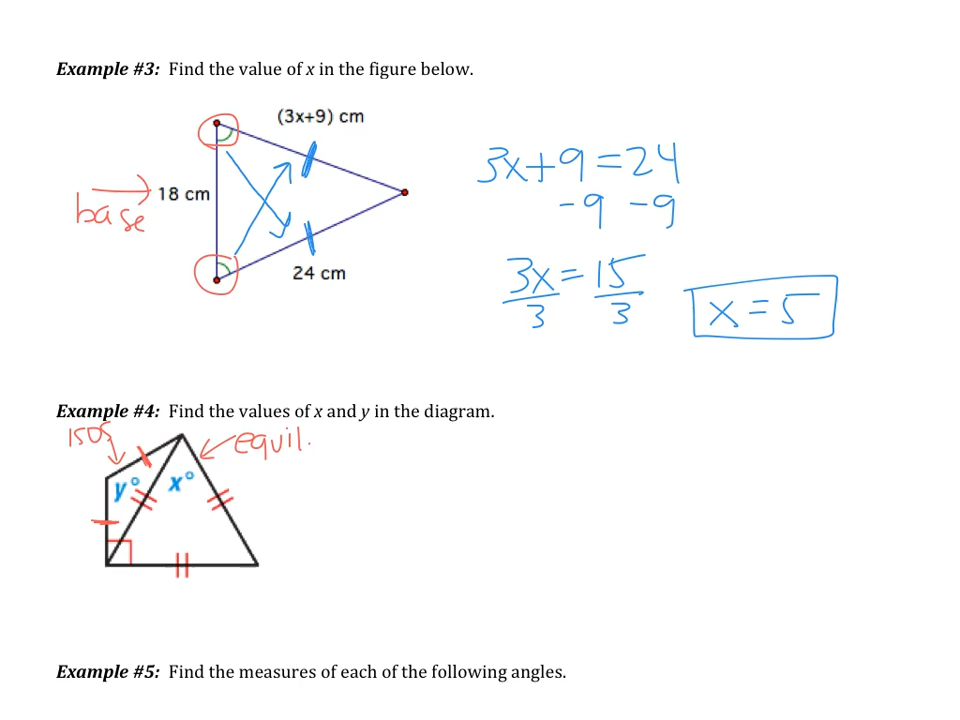 Example #3: Find the value of x in the figure below.
(3x+9) cm
18 cm
base
24 cm
3x+9=24
-9 -9
3x=15
3 3
x=5
Example #4: Find the values of x and y in the diagram.
isos
equil.
y°
x°
Example #5: Find the measures of each of the following angles.